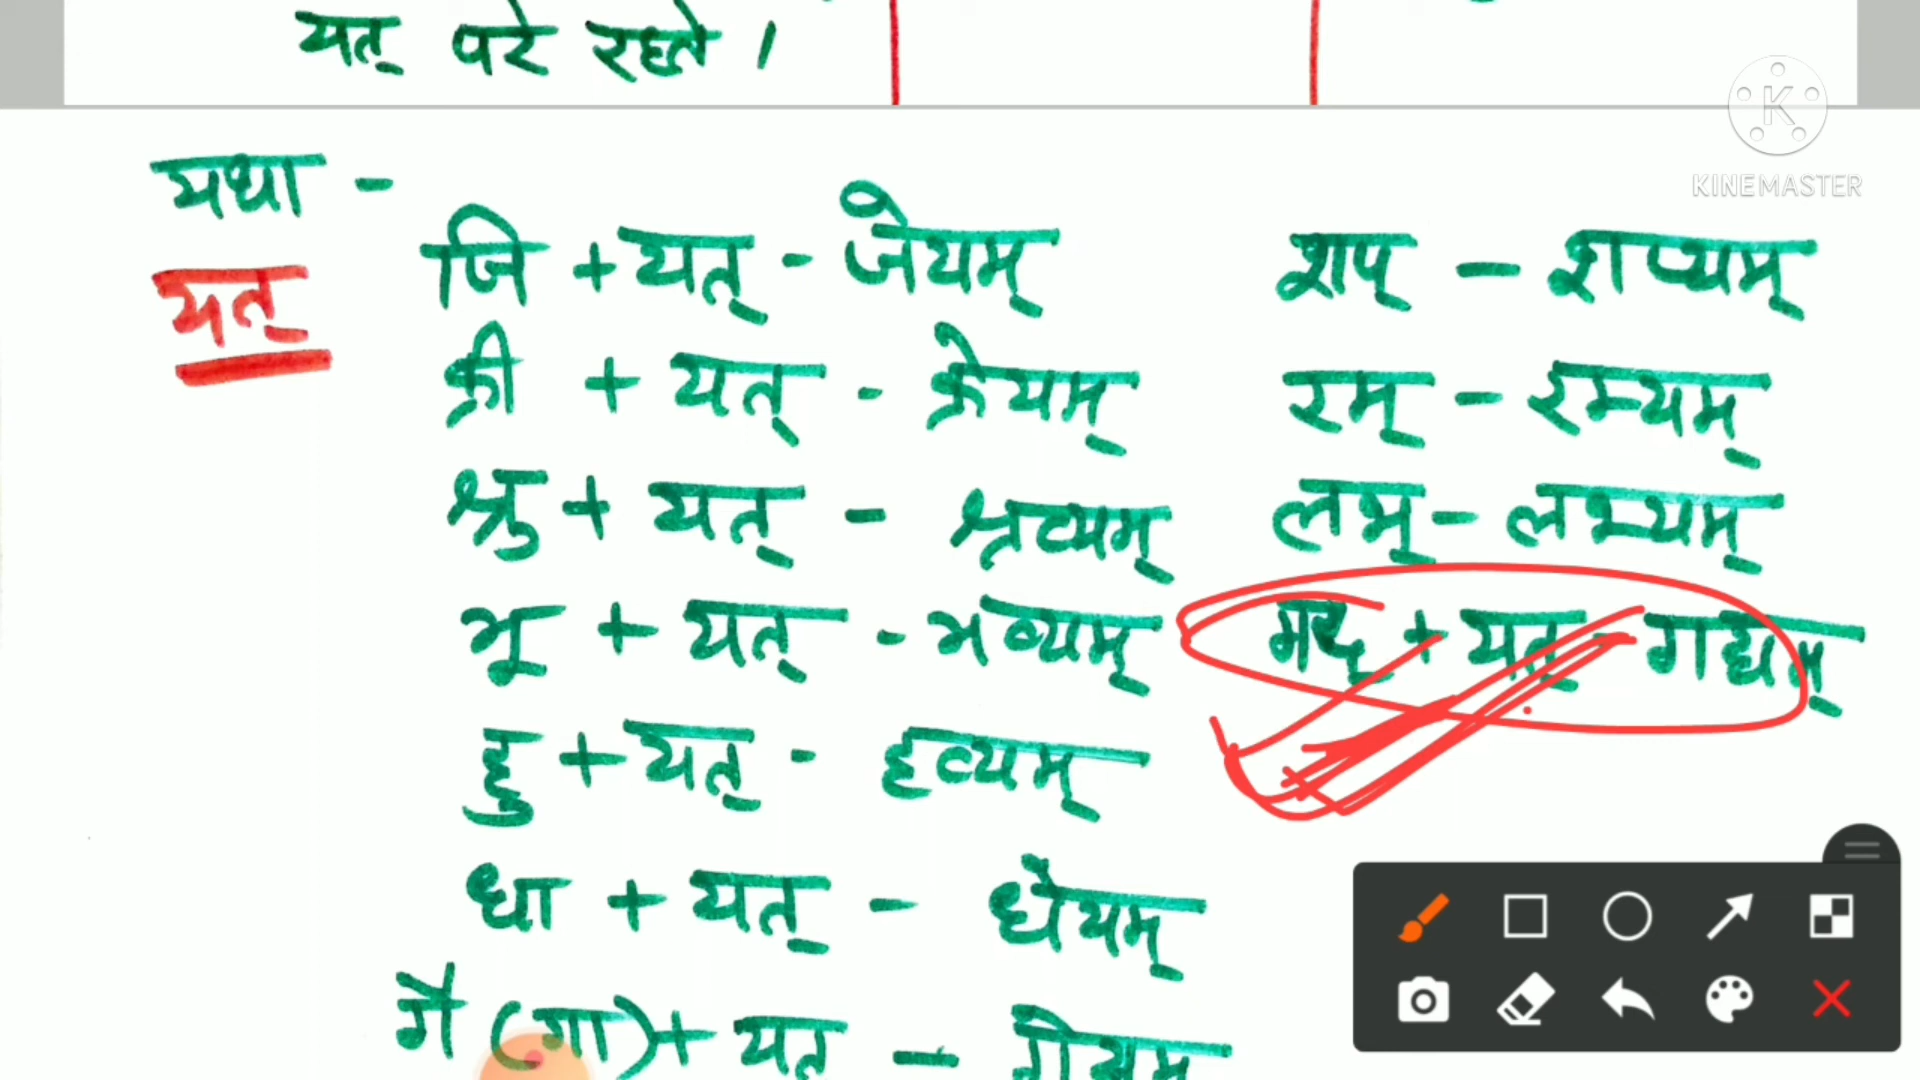 यत् परे रहते ।
KINEMASTER
यथा -
यत्
जि + यत् - जेयम्
क्री + यत् - क्रेयम्
श्रु + यत् - श्रव्यम्
भू + यत् - भव्यम्
हु + यत् - हव्यम्
धा + यत् - धेयम्
गै (गा) + यत् - गेयम्
शप् - शप्यम्
रम् - रम्यम्
लभ् - लभ्यम्
गद् + यत् - गद्यम्